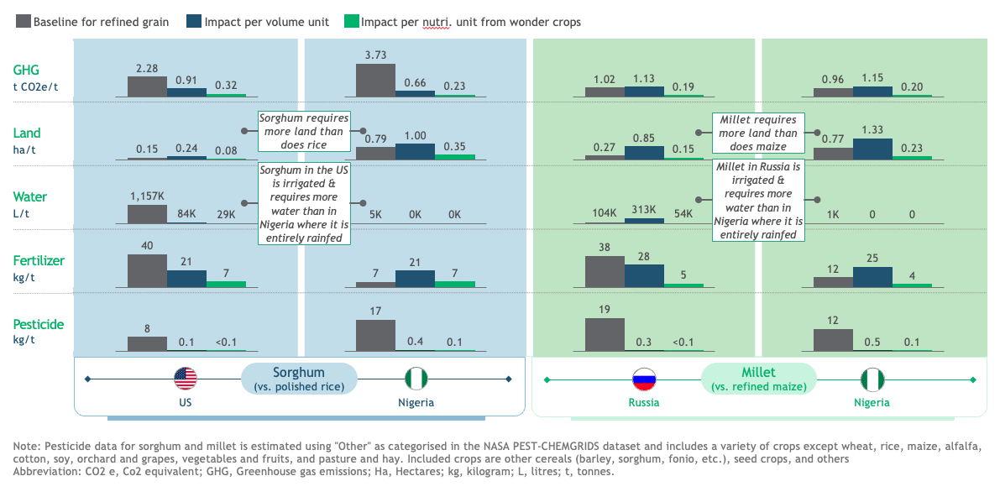 Baseline for refined grain Impact per volume unit Impact per nutri. unit from wonder crops
GHG
t CO2e/t
2.28 0.91 0.32
3.73 0.66 0.23
1.02 1.13 0.19
0.96 1.15 0.20
Land
ha/t
0.15 0.24 0.08
Sorghum requires
more land than
does rice
0.79 1.00 0.35
0.27 0.85 0.15
Millet requires
more land than
does maize
0.77 1.33 0.23
Water
L/t
1,157K 84K 29K
Sorghum in the US
is irrigated &
requires more
water than in
Nigeria where it is
entirely rainfed
5K 0K 0K
104K 313K 54K
Millet in Russia is
irrigated &
requires more
water than in
Nigeria where it is
entirely rainfed
1K 0 0
Fertilizer
kg/t
40 21 7
7 21 7
38 28 5
12 25 4
Pesticide
kg/t
8 0.1 <0.1
17 0.4 0.1
19 0.3 <0.1
12 0.5 0.1
Sorghum
(vs. polished rice)
US
Nigeria
Millet
(vs. refined maize)
Russia
Nigeria
Note: Pesticide data for sorghum and millet is estimated using "Other" as categorised in the NASA PEST-CHEMGRIDS dataset and includes a variety of crops except wheat, rice, maize, alfalfa,
cotton, soy, orchard and grapes, vegetables and fruits, and pasture and hay. Included crops are other cereals (barley, sorghum, fonio, etc.), seed crops, and others
Abbreviation: CO2 e, Co2 equivalent; GHG, Greenhouse gas emissions; Ha, Hectares; kg, kilogram; L, litres; t, tonnes.